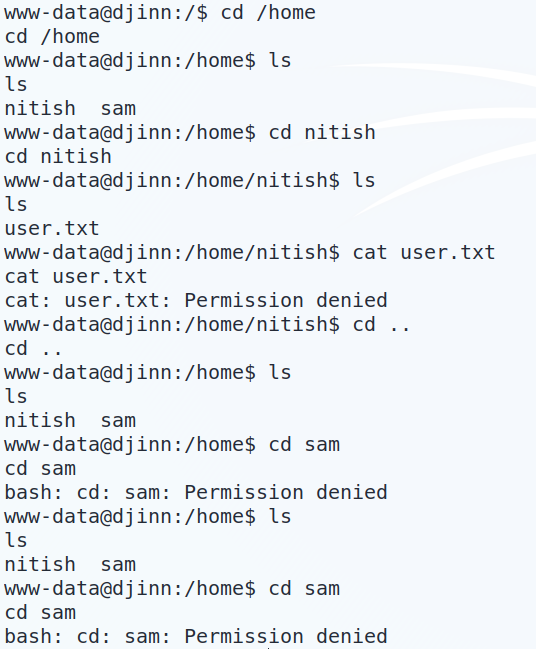 www-data@djinn:/$ cd /home
cd /home
www-data@djinn:/home$ ls
ls
nitish  sam
www-data@djinn:/home$ cd nitish
cd nitish
www-data@djinn:/home/nitish$ ls
ls
user.txt
www-data@djinn:/home/nitish$ cat user.txt
cat user.txt
cat: user.txt: Permission denied
www-data@djinn:/home/nitish$ cd ..
cd ..
www-data@djinn:/home$ ls
ls
nitish  sam
www-data@djinn:/home$ cd sam
cd sam
bash: cd: sam: Permission denied
www-data@djinn:/home$ ls
ls
nitish  sam
www-data@djinn:/home$ cd sam
cd sam
bash: cd: sam: Permission denied